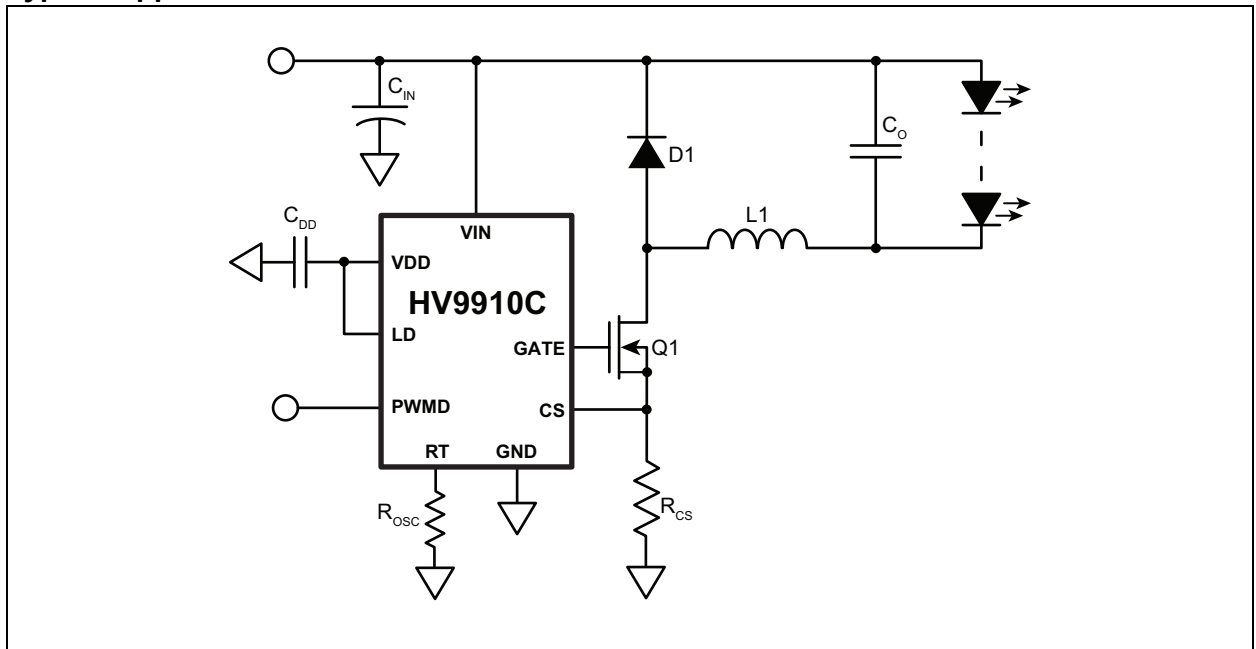 C_IN
C_O
D1
C_DD
L1
VIN
VDD
HV9910C
LD
GATE
Q1
PWMD
CS
RT
GND
R_OSC
R_CS